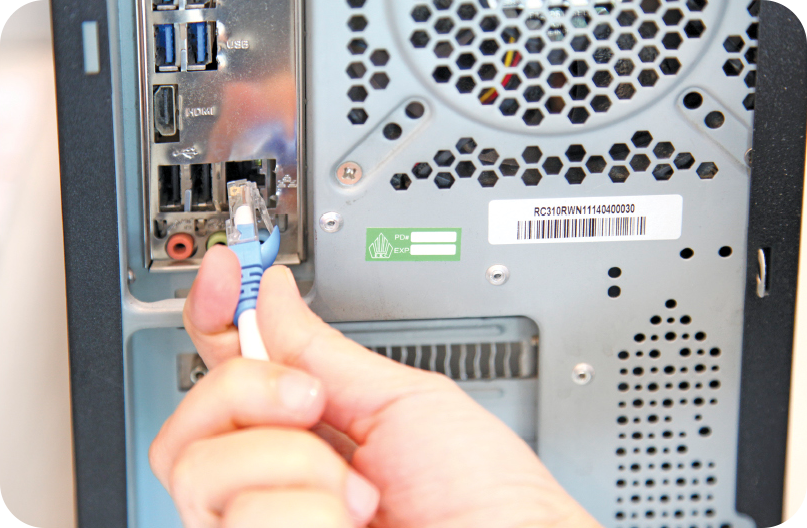 USB
HDMI
RC310RWN11140400030
PD#
EXP